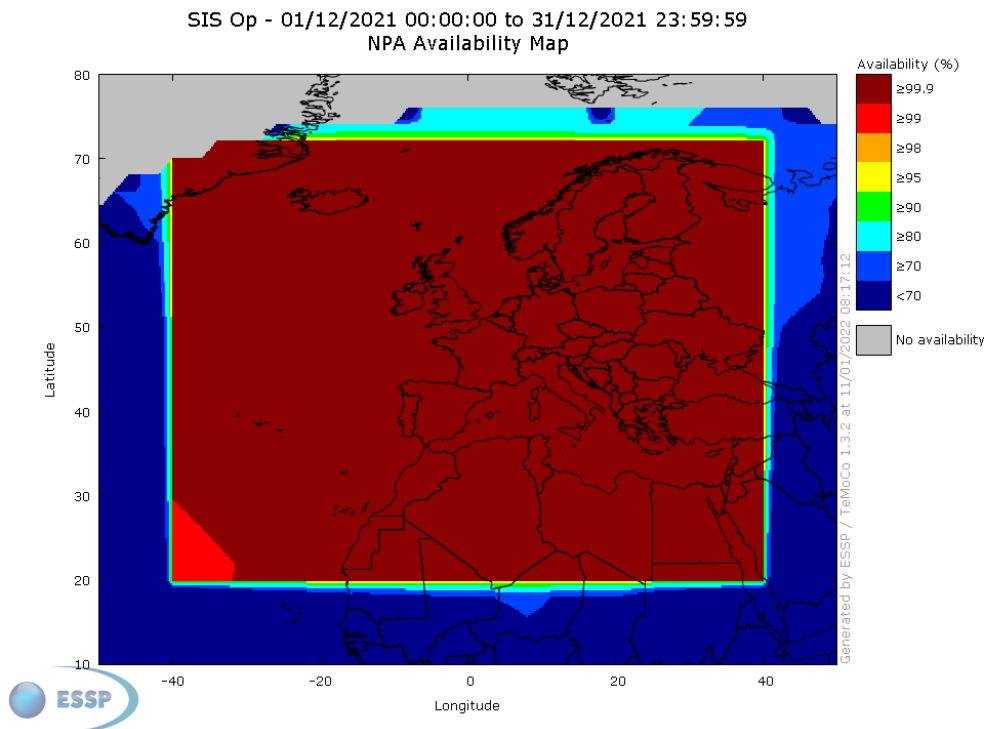 SIS Op - 01/12/2021 00:00:00 to 31/12/2021 23:59:59
NPA Availability Map
Availability (%)
≥99.9
≥99
≥98
≥95
≥90
≥80
≥70
<70
No availability
80
70
60
50
40
30
20
10
Latitude
-40
-20
0
20
40
Longitude
Generated by ESSP / TeMoCo 1.3.2 at 11/01/2022 08:17:12
ESSP